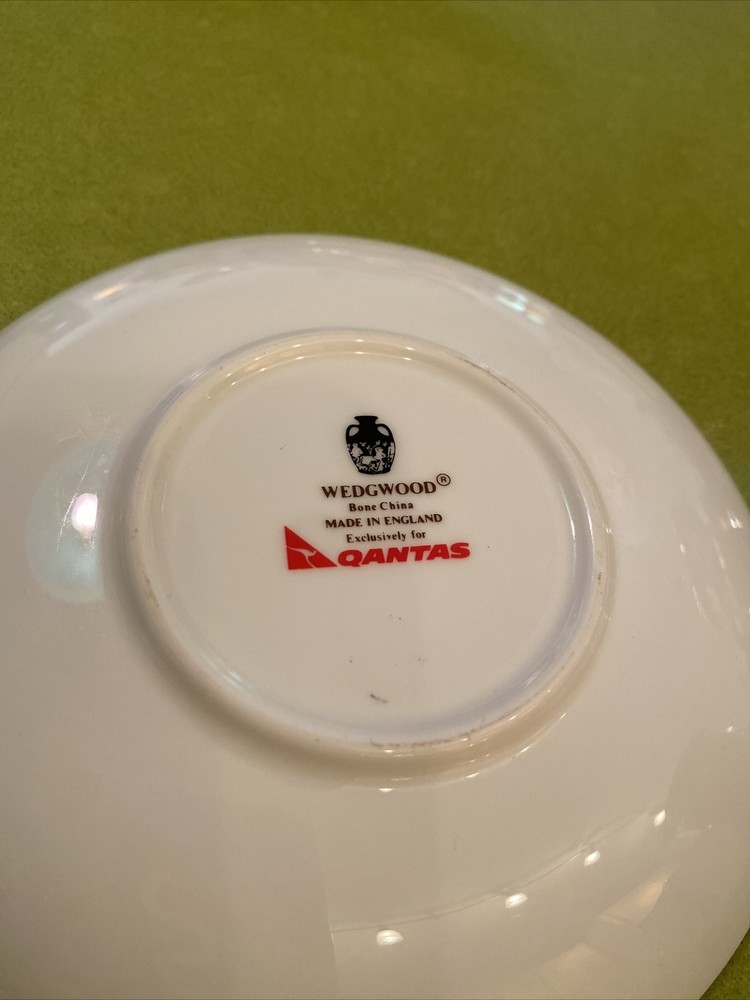 WEDGWOOD®
Bone China
MADE IN ENGLAND
Exclusively for
QANTAS